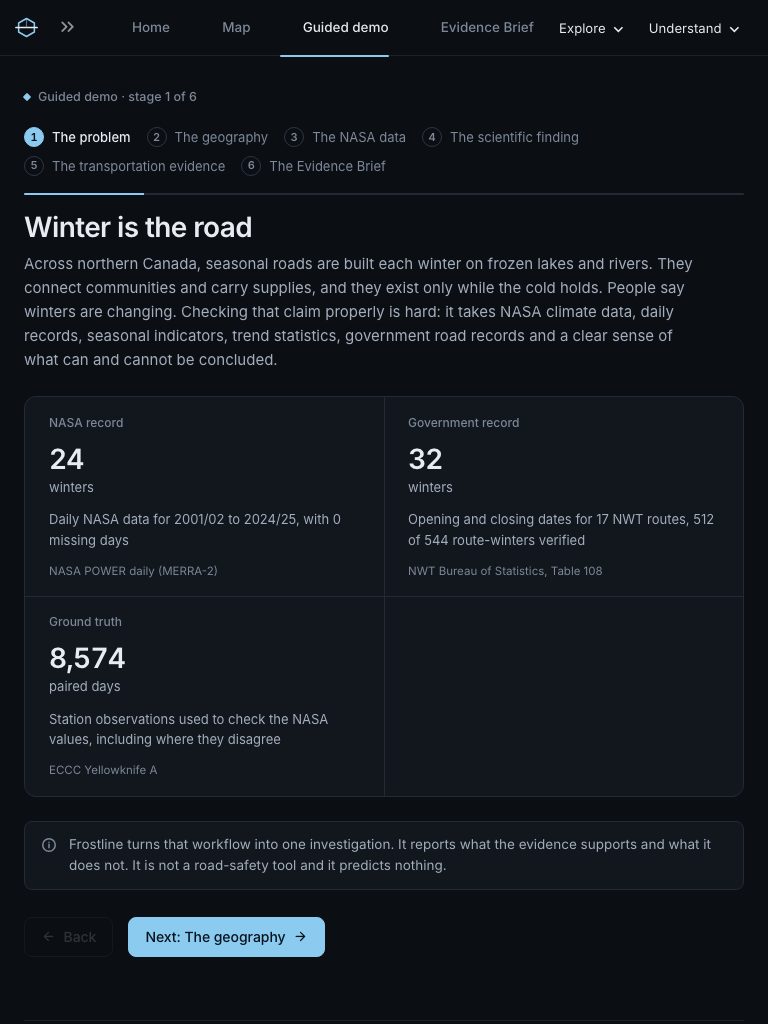 Home Map Guided demo Evidence Brief Explore Understand
Guided demo · stage 1 of 6
1 The problem 2 The geography 3 The NASA data 4 The scientific finding
5 The transportation evidence 6 The Evidence Brief
Winter is the road
Across northern Canada, seasonal roads are built each winter on frozen lakes and rivers. They
connect communities and carry supplies, and they exist only while the cold holds. People say
winters are changing. Checking that claim properly is hard: it takes NASA climate data, daily
records, seasonal indicators, trend statistics, government road records and a clear sense of
what can and cannot be concluded.
NASA record
24
winters
Daily NASA data for 2001/02 to 2024/25, with 0
missing days
NASA POWER daily (MERRA-2)
Government record
32
winters
Opening and closing dates for 17 NWT routes, 512
of 544 route-winters verified
NWT Bureau of Statistics, Table 108
Ground truth
8,574
paired days
Station observations used to check the NASA
values, including where they disagree
ECCC Yellowknife A
Frostline turns that workflow into one investigation. It reports what the evidence supports and what it
does not. It is not a road-safety tool and it predicts nothing.
← Back
Next: The geography →